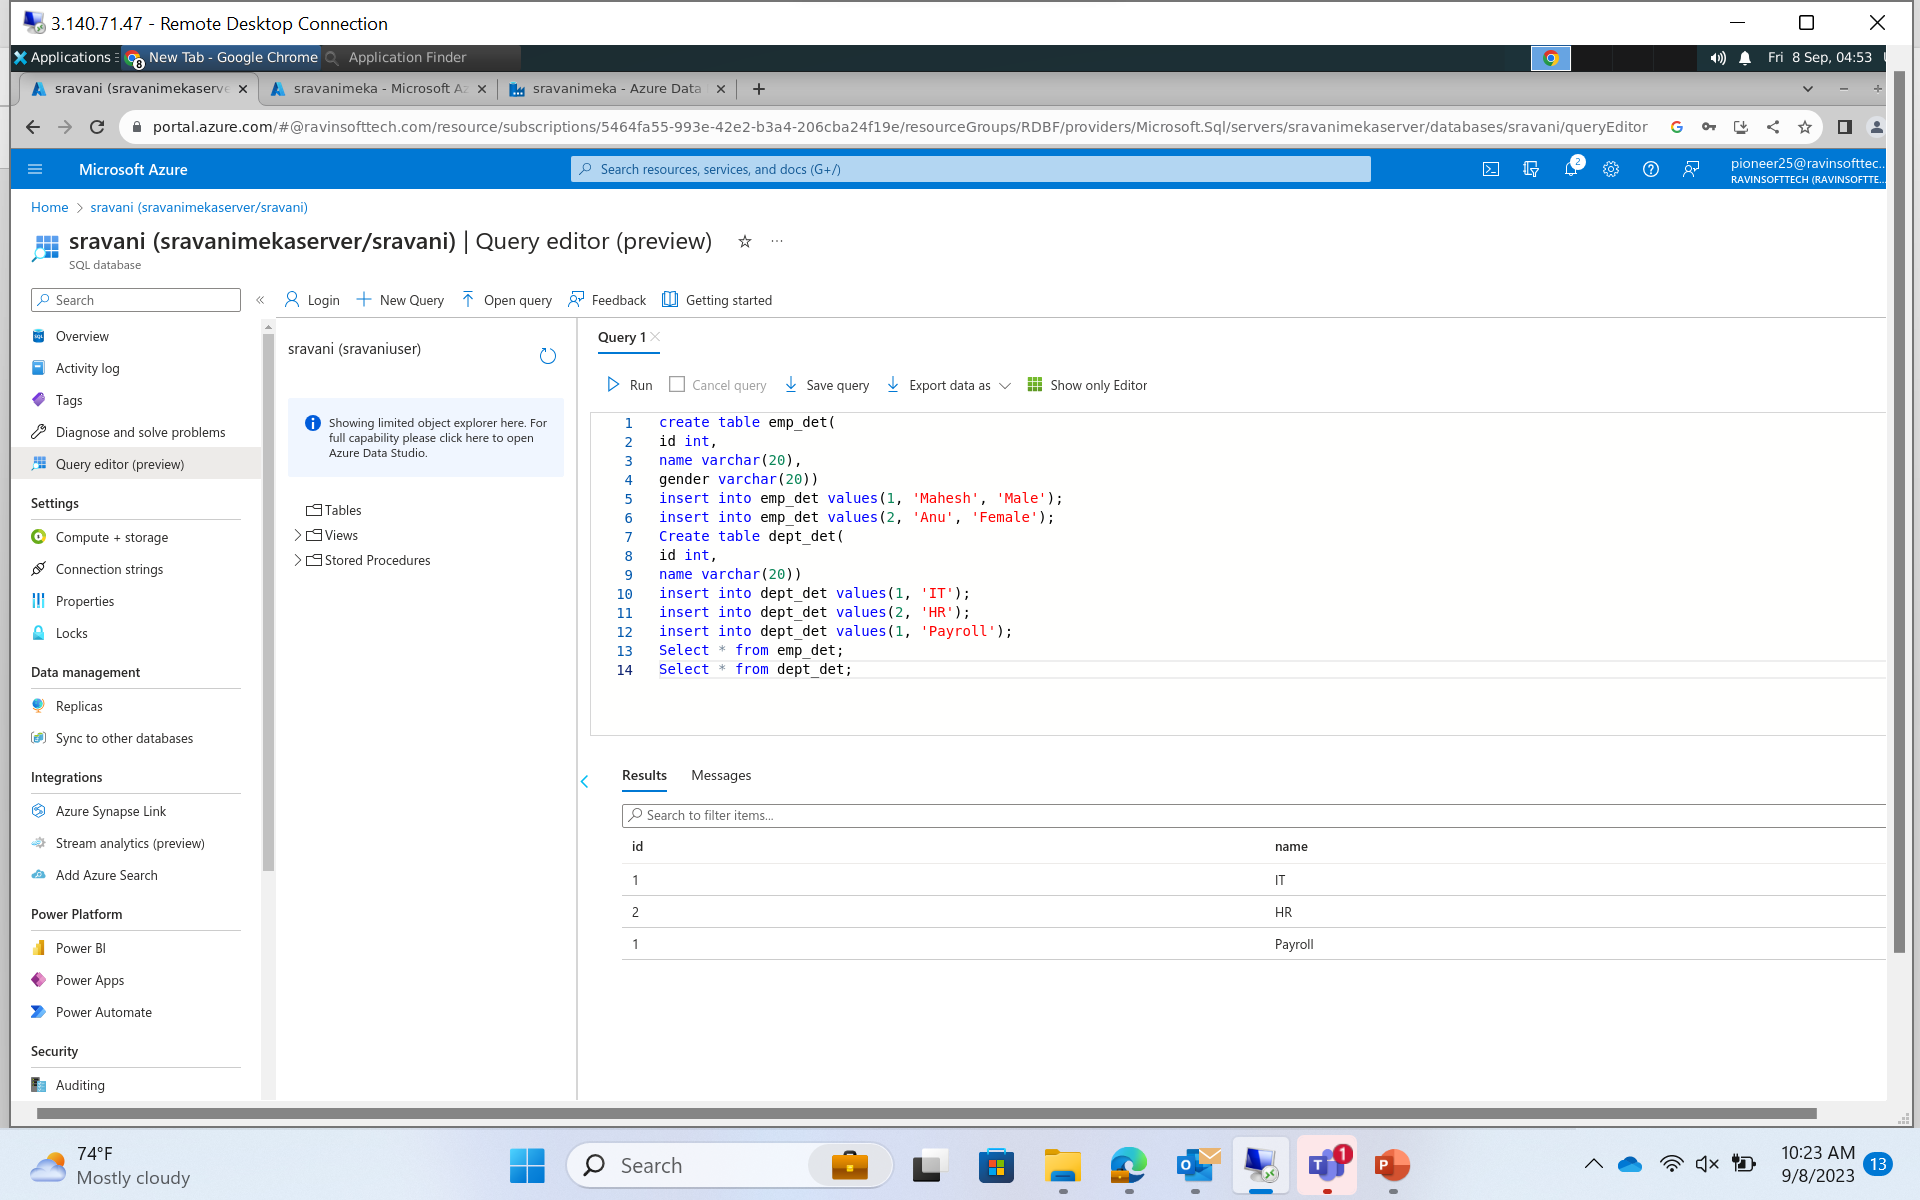 3.140.71.47 - Remote Desktop Connection
Applications New Tab - Google Chrome Application Finder Fri 8 Sep, 04:53
sravani (sravanimekaserve sravanimeka - Microsoft Az sravanimeka - Azure Data
portal.azure.com/#@ravinsofttech.com/resource/subscriptions/5464fa55-993e-42e2-b3a4-206cba24f19e/resourceGroups/RDBF/providers/Microsoft.Sql/servers/sravanimekaserver/databases/sravani/queryEditor
Microsoft Azure
Search resources, services, and docs (G+/)
2
pioneer25@ravinsofttec...
RAVINSOFTTECH (RAVINSOFTTE...
Home > sravani (sravanimekaserver/sravani)
sravani (sravanimekaserver/sravani) | Query editor (preview)
SQL database
Search
Overview
Activity log
Tags
Diagnose and solve problems
Query editor (preview)
Settings
Compute + storage
Connection strings
Properties
Locks
Data management
Replicas
Sync to other databases
Integrations
Azure Synapse Link
Stream analytics (preview)
Add Azure Search
Power Platform
Power BI
Power Apps
Power Automate
Security
Auditing
Login New Query Open query Feedback Getting started
sravani (sravaniuser)
Showing limited object explorer here. For
full capability please click here to open
Azure Data Studio.
Tables
Views
Stored Procedures
Query 1
Run Cancel query Save query Export data as Show only Editor
1 create table emp_det(
2 id int,
3 name varchar(20),
4 gender varchar(20))
5 insert into emp_det values(1, 'Mahesh', 'Male');
6 insert into emp_det values(2, 'Anu', 'Female');
7 Create table dept_det(
8 id int,
9 name varchar(20))
10 insert into dept_det values(1, 'IT');
11 insert into dept_det values(2, 'HR');
12 insert into dept_det values(1, 'Payroll');
13 Select * from emp_det;
14 Select * from dept_det;
Results Messages
Search to filter items...
id name
1 IT
2 HR
1 Payroll
74°F
Mostly cloudy
Search
1
10:23 AM
9/8/2023
13